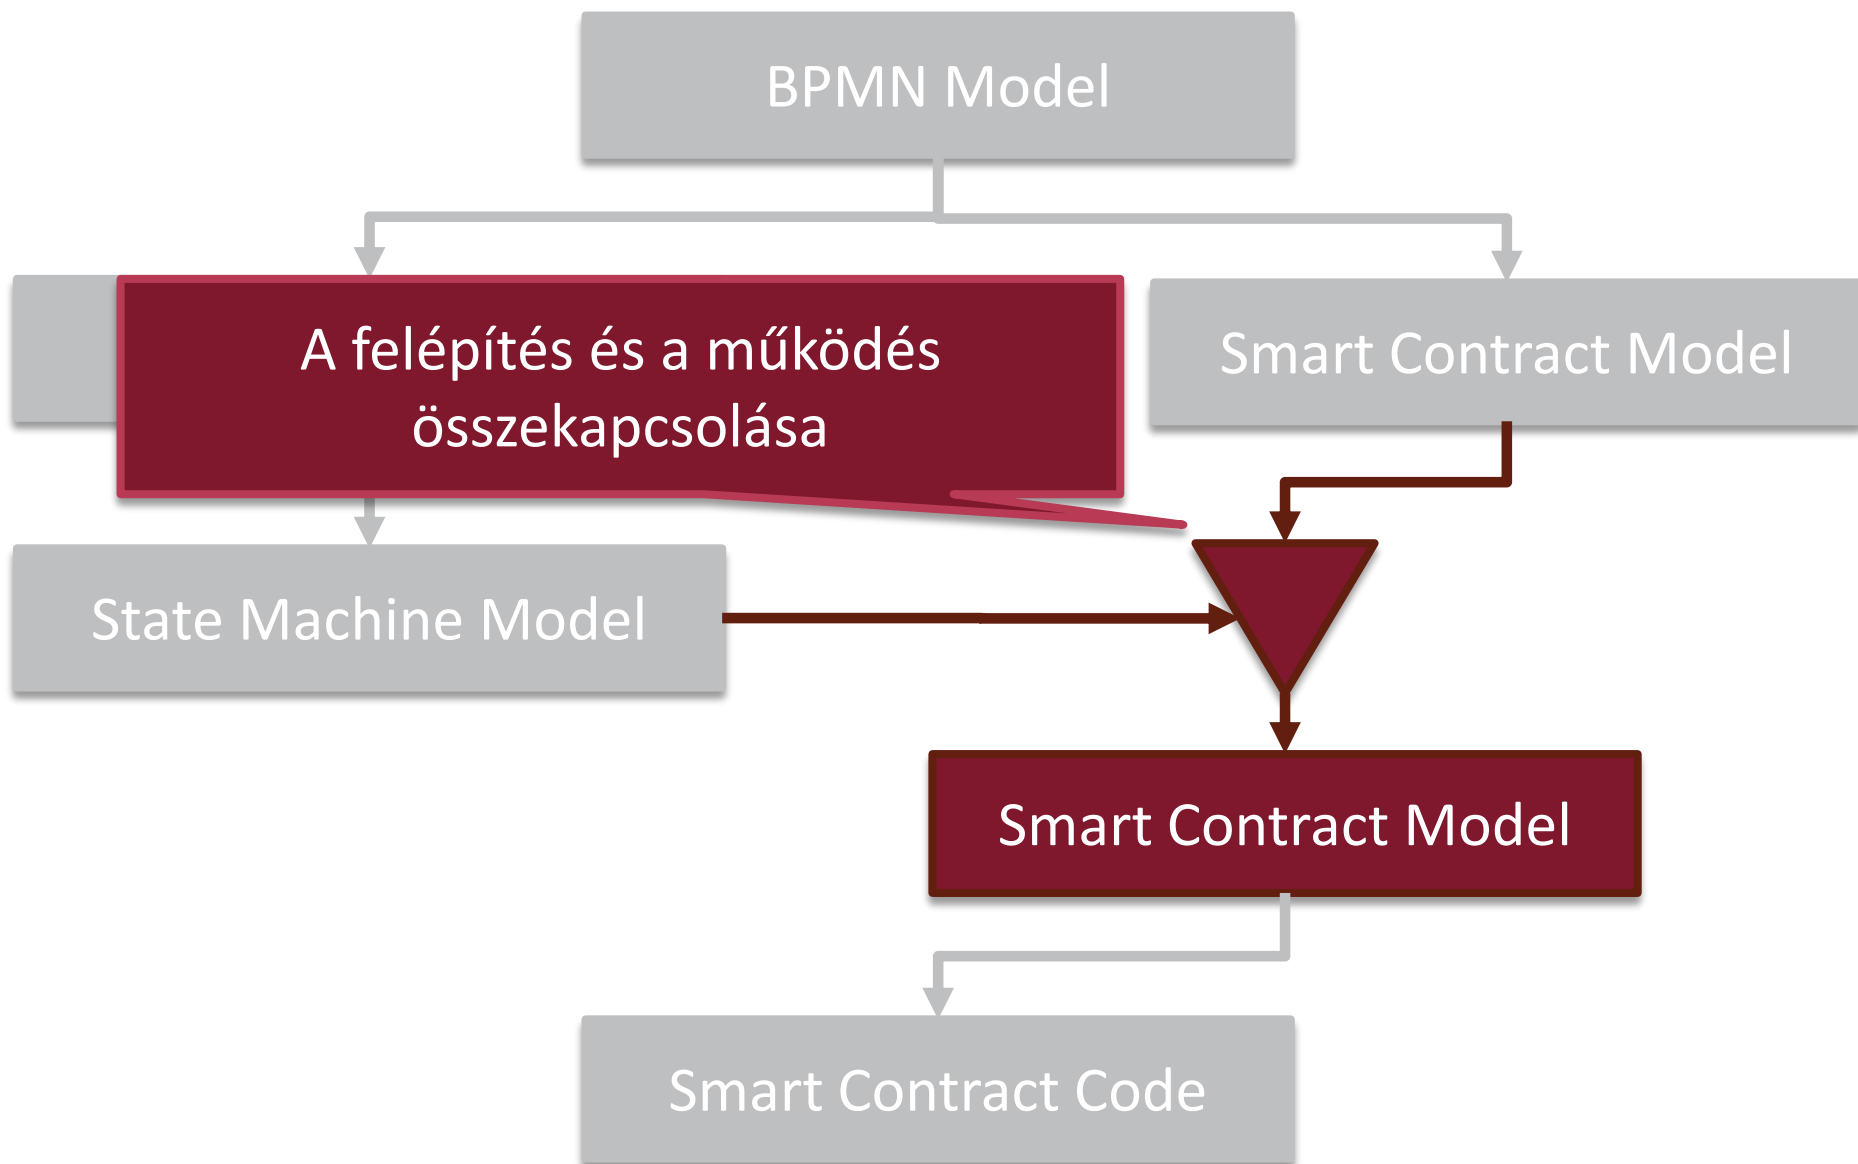 BPMN Model
A felépítés és a működés
összekapcsolása
Smart Contract Model
State Machine Model
Smart Contract Model
Smart Contract Code